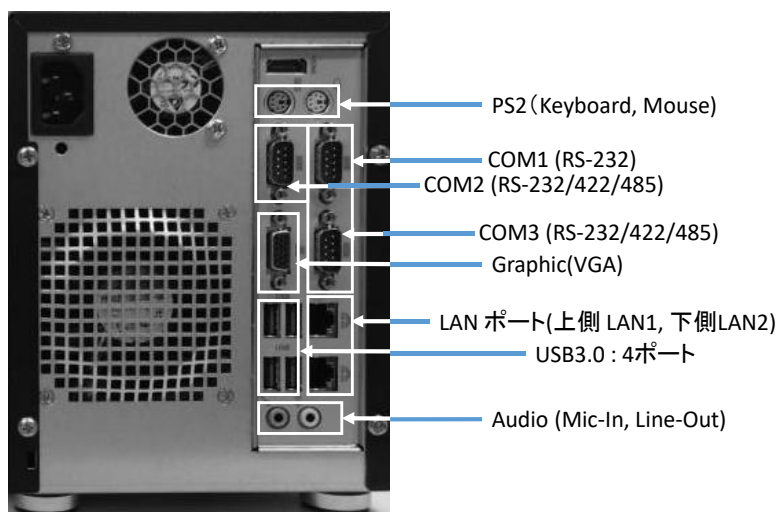 PS2（Keyboard, Mouse)
COM1 (RS-232)
COM2 (RS-232/422/485)
COM3 (RS-232/422/485)
Graphic(VGA)
LAN ポート(上側 LAN1, 下側LAN2)
USB3.0 : 4ポート
USB
Audio (Mic-In, Line-Out)